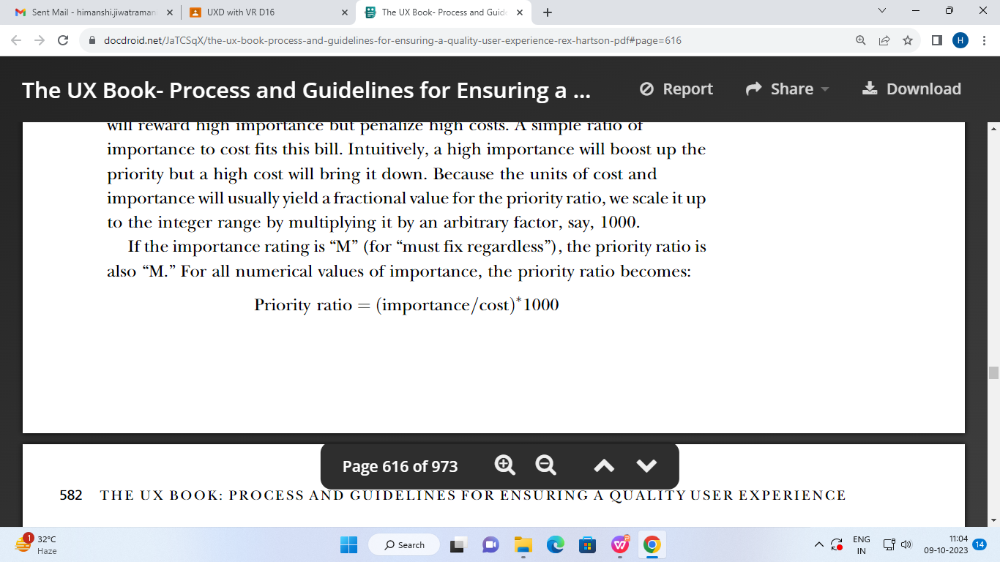 Sent Mail - himanshi.jiwatraman
UXD with VR D16
The UX Book- Process and Guide
docdroid.net/JaTCSqX/the-ux-book-process-and-guidelines-for-ensuring-a-quality-user-experience-rex-hartson-pdf#page=616
H
The UX Book- Process and Guidelines for Ensuring a ...
Report
Share
Download
will reward high importance but penalize high costs. A simple ratio of
importance to cost fits this bill. Intuitively, a high importance will boost up the
priority but a high cost will bring it down. Because the units of cost and
importance will usually yield a fractional value for the priority ratio, we scale it up
to the integer range by multiplying it by an arbitrary factor, say, 1000.
If the importance rating is “M” (for “must fix regardless”), the priority ratio is
also “M.” For all numerical values of importance, the priority ratio becomes:
Priority ratio = (importance/cost)*1000
Page 616 of 973
582 THE UX BOOK: PROCESS AND GUIDELINES FOR ENSURING A QUALITY USER EXPERIENCE
1
32°C
Haze
Search
ENG
IN
11:04
09-10-2023
14